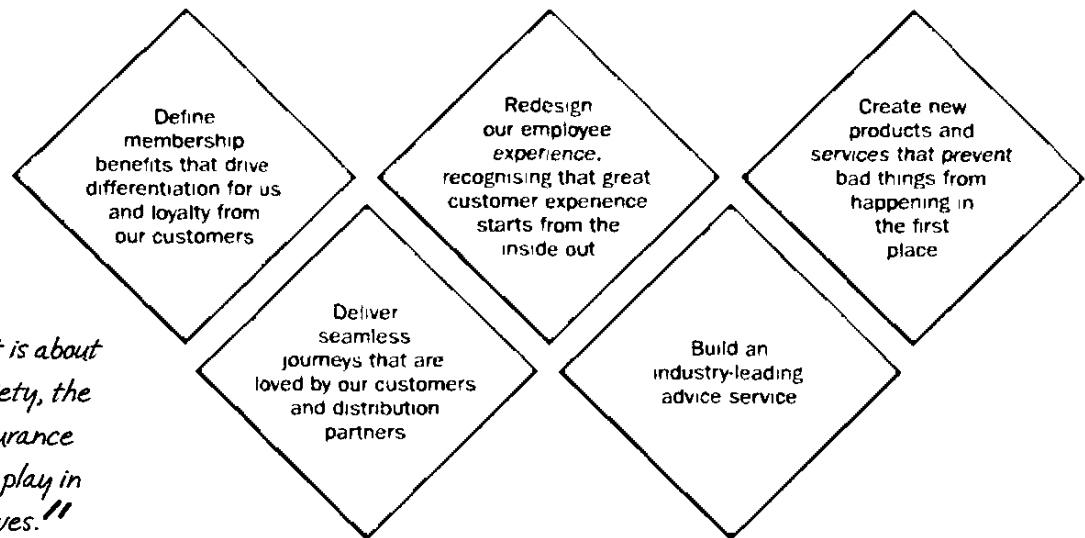 Define
membership
benefits that drive
differentiation for us
and loyalty from
our customers
Redesign
our employee
experience,
recognising that great
customer experience
starts from the
inside out
Create new
products and
services that prevent
bad things from
happening in
the first
place
Deliver
seamless
journeys that are
loved by our customers
and distribution
partners
Build an
industry-leading
advice service
is about
the
play in